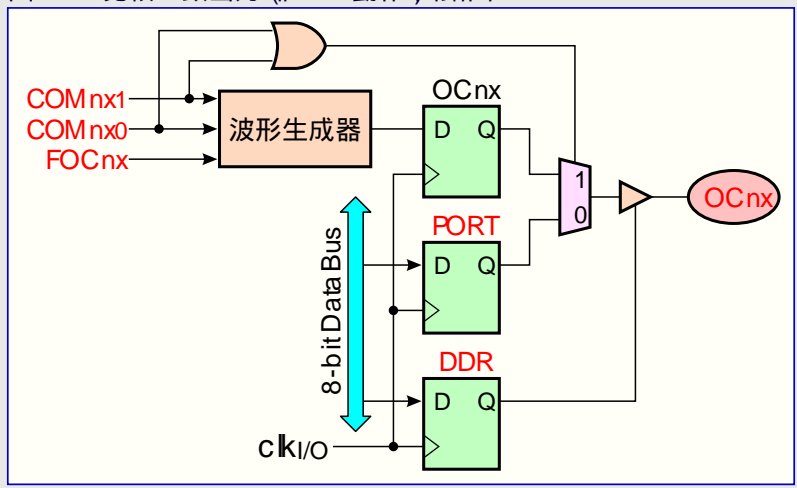 COMnx1
COMnx0
FOCnx
波形生成器
OCnx
D Q
1
0
OCnx
PORT
D Q
8-bit Data Bus
DDR
D Q
clkI/O